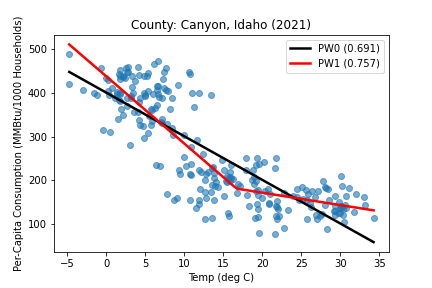 County: Canyon, Idaho (2021)
PW0 (0.691)
PW1 (0.757)
Per-Capita Consumption (MMBtu/1000 Households)
500
400
300
200
100
−5 0 5 10 15 20 25 30 35
Temp (deg C)